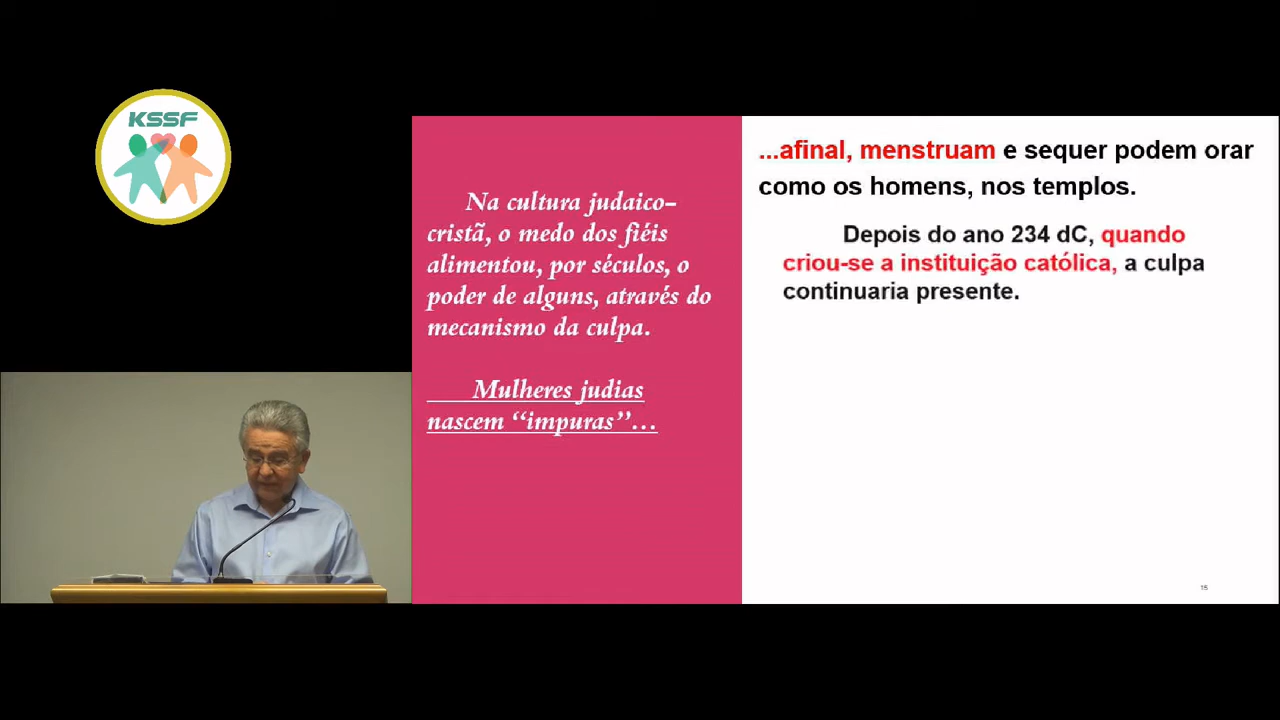 KSSF
Na cultura judaico-
cristã, o medo dos fiéis
alimentou, por séculos, o
poder de alguns, através do
mecanismo da culpa.
Mulheres judias
nascem “impuras”...
...afinal, menstruam e sequer podem orar
como os homens, nos templos.
Depois do ano 234 dC, quando
criou-se a instituição católica, a culpa
continuaria presente.
15